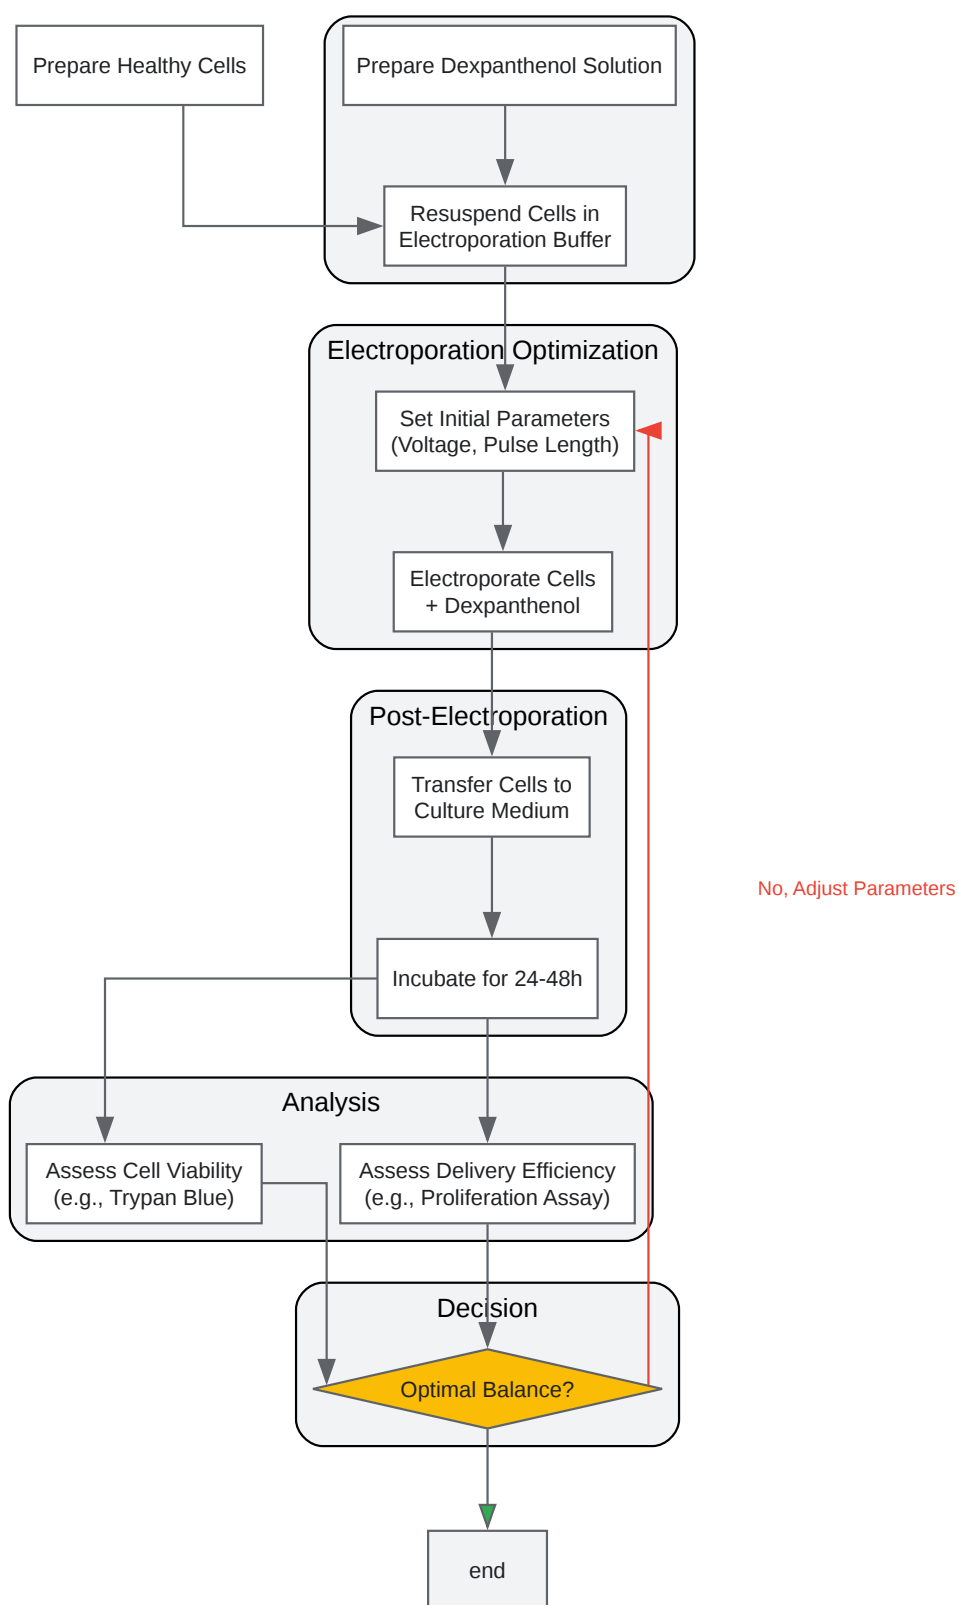 Prepare Healthy Cells
Prepare Dexpanthenol Solution
Resuspend Cells in
Electroporation Buffer
Electroporation Optimization
Set Initial Parameters
(Voltage, Pulse Length)
Electroporate Cells
+ Dexpanthenol
Post-Electroporation
Transfer Cells to
Culture Medium
No, Adjust Parameters
Incubate for 24-48h
Analysis
Assess Cell Viability
(e.g., Trypan Blue)
Assess Delivery Efficiency
(e.g., Proliferation Assay)
Decision
Optimal Balance?
end